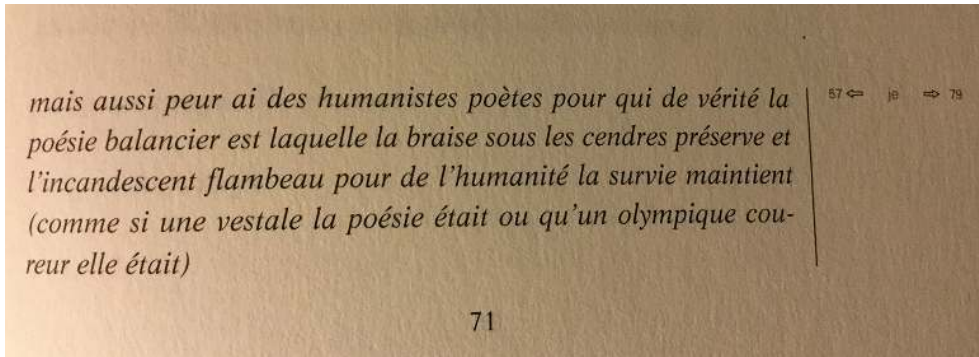 mais aussi peur ai des humanistes poètes pour qui de vérité la
poésie balancier est laquelle la braise sous les cendres préserve et
l'incandescent flambeau pour de l'humanité la survie maintient
(comme si une vestale la poésie était ou qu'un olympique cou-
reur elle était)
57 ⇐ je ⇒ 79
71